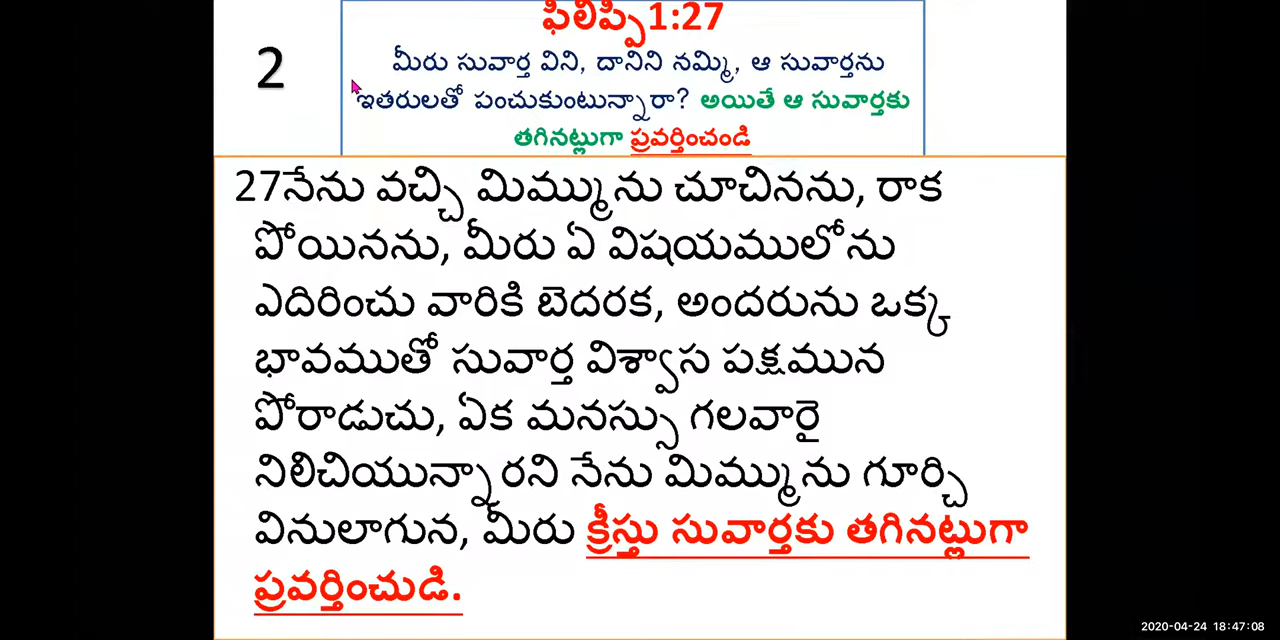 ఫిలిప్పి1:27
2
మీరు సువార్త విని, దానిని నమ్మి, ఆ సువార్తను
ఇతరులతో పంచుకుంటున్నారా? అయితే ఆ సువార్తకు
తగినట్లుగా ప్రవర్తించండి
27నేను వచ్చి మిమ్మును చూచినను, రాక
పోయినను, మీరు ఏ విషయములోను
ఎదిరించు వారికి బెదరక, అందరును ఒక్క
భావముతో సువార్త విశ్వాస పక్షమున
పోరాడుచు, ఏక మనస్సు గలవారై
నిలిచియున్నారని నేను మిమ్మును గూర్చి
వినులాగున, మీరు క్రీస్తు సువార్తకు తగినట్లుగా
ప్రవర్తించుడి.
2020-04-24 18:47:08